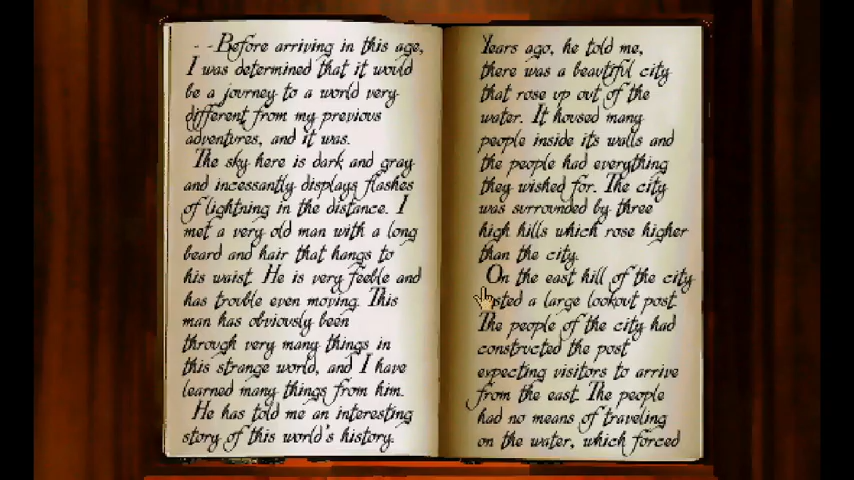 --Before arriving in this age,
I was determined that it would
be a journey to a world very
different from my previous
adventures, and it was.
The sky here is dark and gray
and incessantly displays flashes
of lightning in the distance. I
met a very old man with a long
beard and hair that hangs to
his waist. He is very feeble and
has trouble even moving. This
man has obviously been
through very many things in
this strange world, and I have
learned many things from him.
He has told me an interesting
story of this world's history.
Years ago, he told me,
there was a beautiful city
that rose up out of the
water. It housed many
people inside its walls and
the people had everything
they wished for. The city
was surrounded by three
high hills which rose higher
than the city.
On the east hill of the city
sted a large lookout post.
The people of the city had
constructed the post
expecting visitors to arrive
from the east. The people
had no means of traveling
on the water, which forced